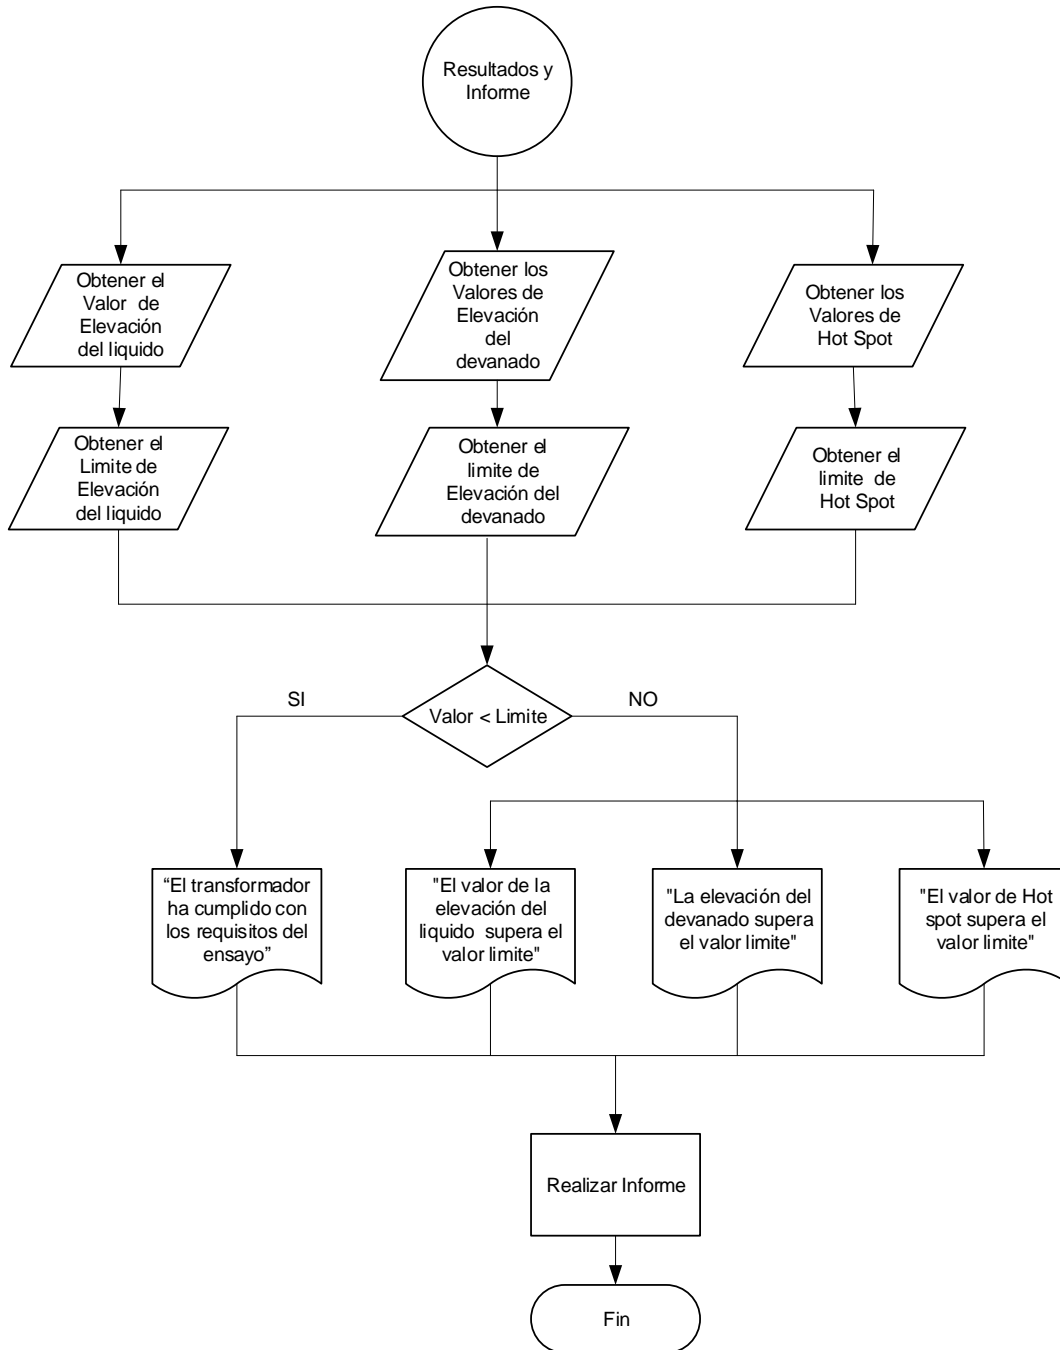 Resultados y
Informe
Obtener el
Valor de
Elevación
del liquido
Obtener los
Valores de
Elevación
del
devanado
Obtener los
Valores de
Hot Spot
Obtener el
Limite de
Elevación
del liquido
Obtener el
limite de
Elevación del
devanado
Obtener el
limite de
Hot Spot
SI
Valor < Limite
NO
“El transformador
ha cumplido con
los requisitos del
ensayo”
"El valor de la
elevación del
liquido supera el
valor limite"
"La elevación del
devanado supera
el valor limite"
"El valor de Hot
spot supera el
valor limite"
Realizar Informe
Fin